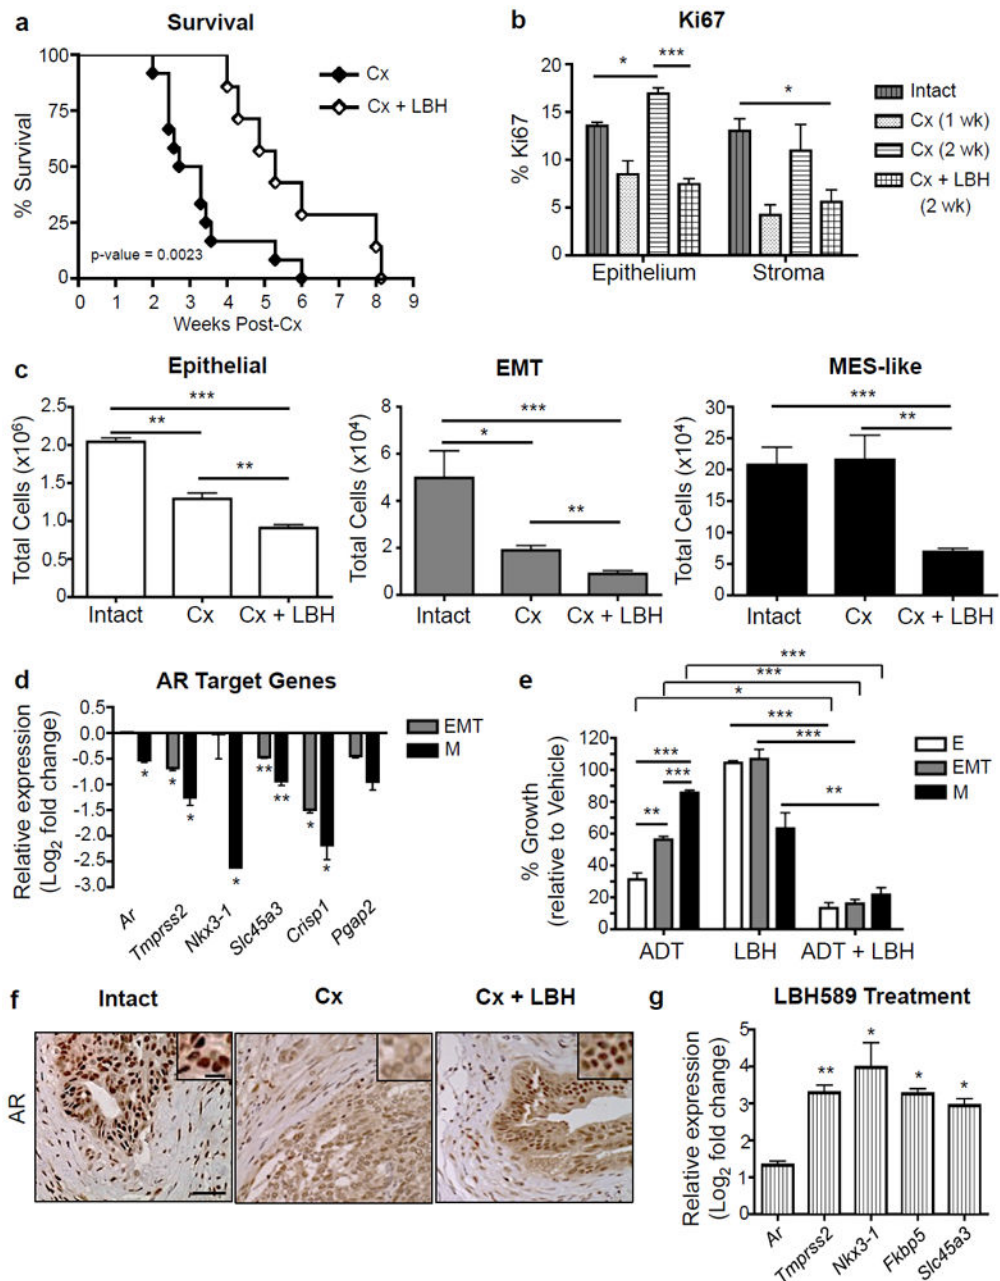 a
Survival
100
75
50
25
0
% Survival
Cx
Cx + LBH
p-value = 0.0023
0 1 2 3 4 5 6 7 8 9
Weeks Post-Cx
b
Ki67
20
15
10
5
0
% Ki67
* ***
*
Intact
Cx (1 wk)
Cx (2 wk)
Cx + LBH
(2 wk)
Epithelium Stroma
c
Epithelial
Total Cells (x10⁶)
2.5
2.0
1.5
1.0
0.5
0
***
**
**
Intact Cx Cx + LBH
EMT
Total Cells (x10⁴)
8
6
4
2
0
***
*
**
Intact Cx Cx + LBH
MES-like
Total Cells (x10⁴)
30
25
20
15
10
5
0
***
**
Intact Cx Cx + LBH
d
AR Target Genes
Relative expression
(Log₂ fold change)
0.0
-0.5
-1.0
-1.5
-2.0
-2.5
-3.0
EMT
M
* * * * ** ** * *
Ar Tmprss2 Nkx3-1 Slc45a3 Crisp1 Pgap2
e
***
***
*
***
***
***
***
**
**
% Growth
(relative to Vehicle)
120
100
80
60
40
20
0
E
EMT
M
ADT LBH ADT + LBH
f
Intact Cx Cx + LBH
AR
g
LBH589 Treatment
Relative expression
(Log₂ fold change)
5
4
3
2
1
0
** * * *
Ar Tmprss2 Nkx3-1 Fkbp5 Slc45a3